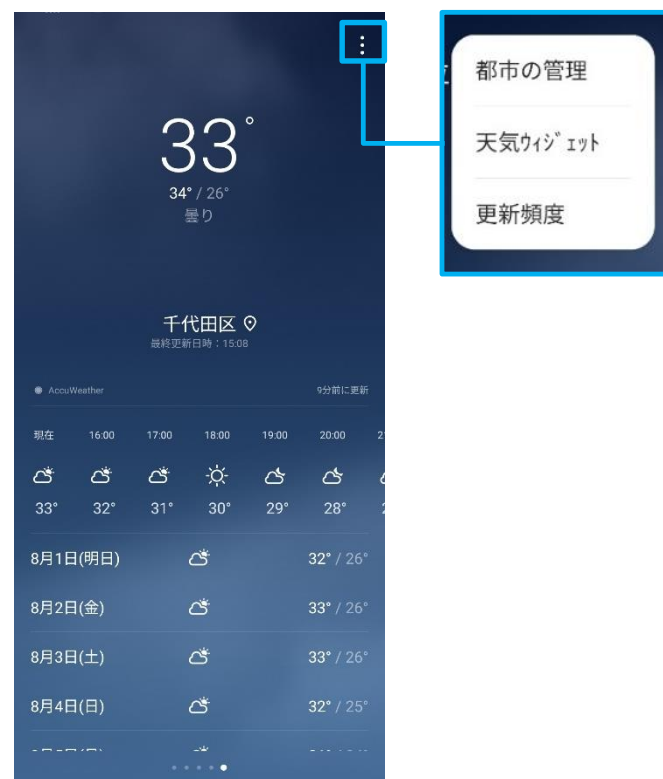 33°
34° / 26°
曇り
千代田区
最終更新日時：15:08
AccuWeather 9分前に更新
現在 16:00 17:00 18:00 19:00 20:00
33° 32° 31° 30° 29° 28°
8月1日(明日) 32° / 26°
8月2日(金) 33° / 26°
8月3日(土) 33° / 26°
8月4日(日) 32° / 25°
都市の管理
天気ｳｨｼﾞｪｯﾄ
更新頻度